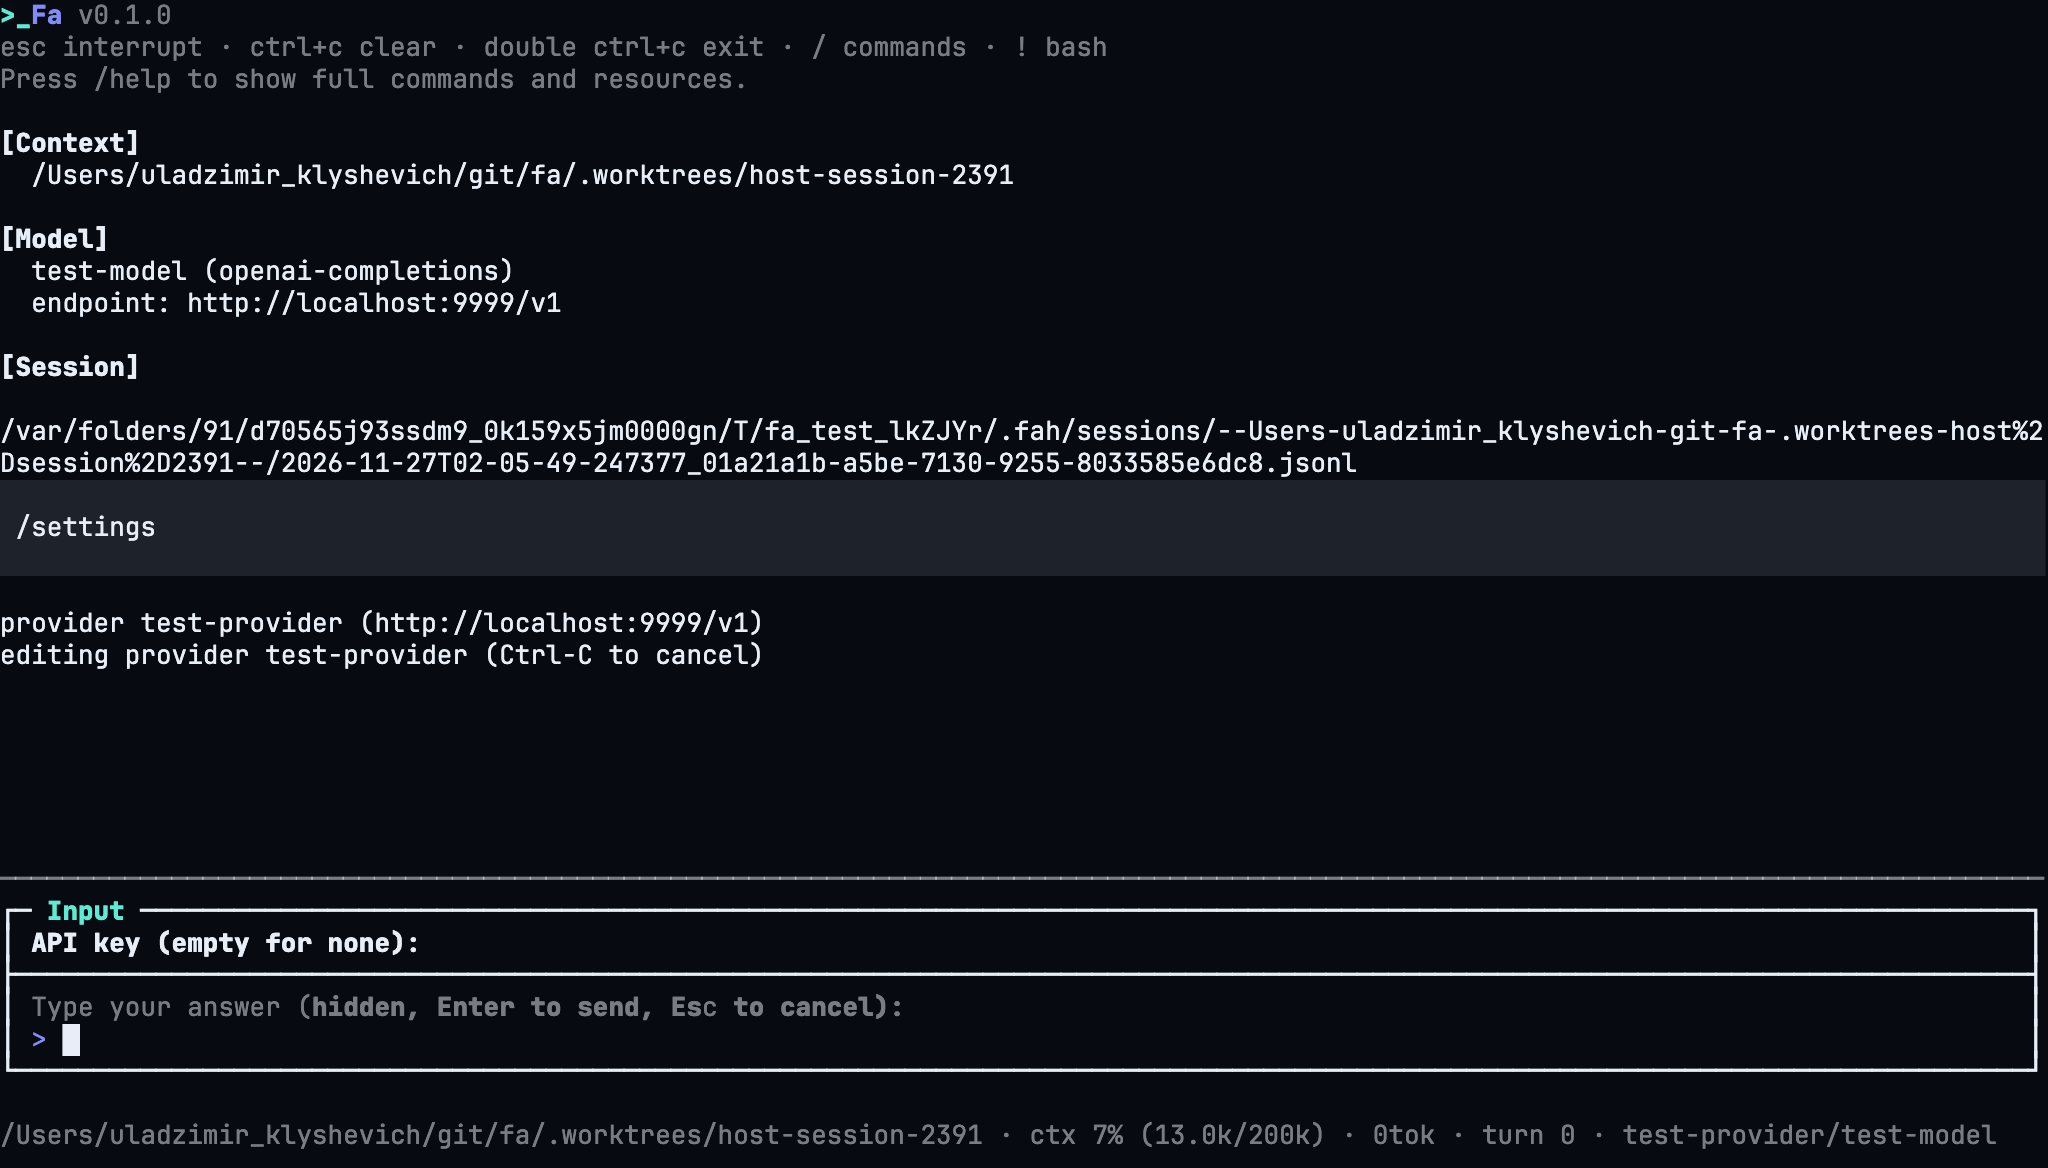 >_Fa v0.1.0
esc interrupt · ctrl+c clear · double ctrl+c exit · / commands · ! bash
Press /help to show full commands and resources.
[Context]
/Users/uladzimir_klyshevich/git/fa/.worktrees/host-session-2391
[Model]
test-model (openai-completions)
endpoint: http://localhost:9999/v1
[Session]
/var/folders/91/d70565j93ssdm9_0k159x5jm0000gn/T/fa_test_lkZJYr/.fah/sessions/--Users-uladzimir_klyshevich-git-fa-.worktrees-host%2
Dsession%2D2391--/2026-11-27T02-05-49-247377_01a21a1b-a5be-7130-9255-8033585e6dc8.jsonl
/settings
provider test-provider (http://localhost:9999/v1)
editing provider test-provider (Ctrl-C to cancel)
Input
API key (empty for none):
Type your answer (hidden, Enter to send, Esc to cancel):
>
/Users/uladzimir_klyshevich/git/fa/.worktrees/host-session-2391 · ctx 7% (13.0k/200k) · 0tok · turn 0 · test-provider/test-model